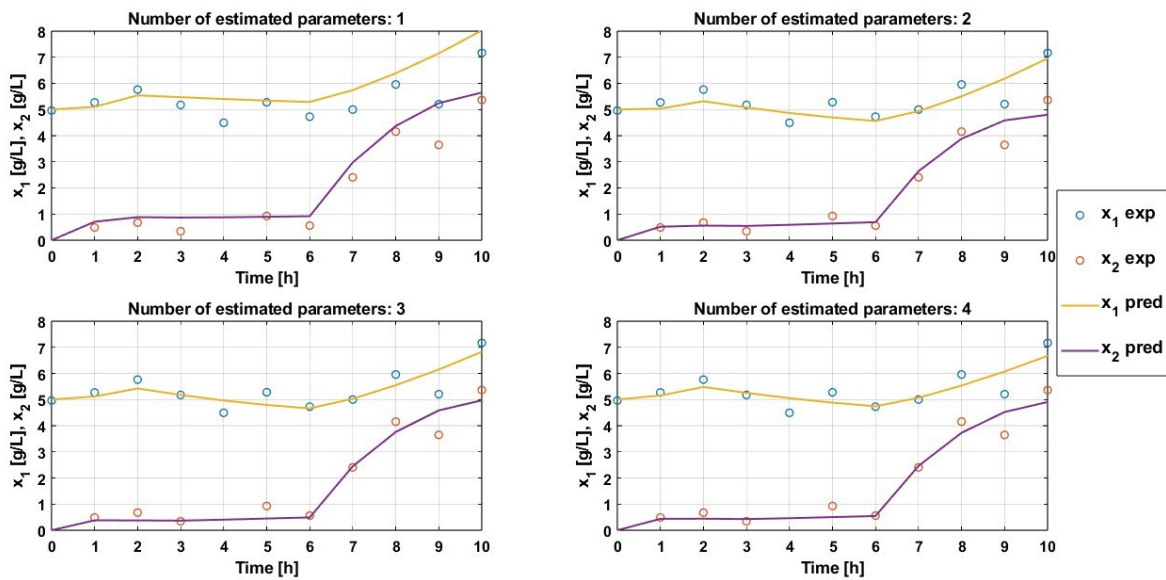 Number of estimated parameters: 1
8
7
6
5
4
3
2
1
0
x1 [g/L], x2 [g/L]
0 1 2 3 4 5 6 7 8 9 10
Time [h]
Number of estimated parameters: 2
8
7
6
5
4
3
2
1
0
x1 [g/L], x2 [g/L]
0 1 2 3 4 5 6 7 8 9 10
Time [h]
x1 exp
x2 exp
x1 pred
x2 pred
Number of estimated parameters: 3
8
7
6
5
4
3
2
1
0
x1 [g/L], x2 [g/L]
0 1 2 3 4 5 6 7 8 9 10
Time [h]
Number of estimated parameters: 4
8
7
6
5
4
3
2
1
0
x1 [g/L], x2 [g/L]
0 1 2 3 4 5 6 7 8 9 10
Time [h]